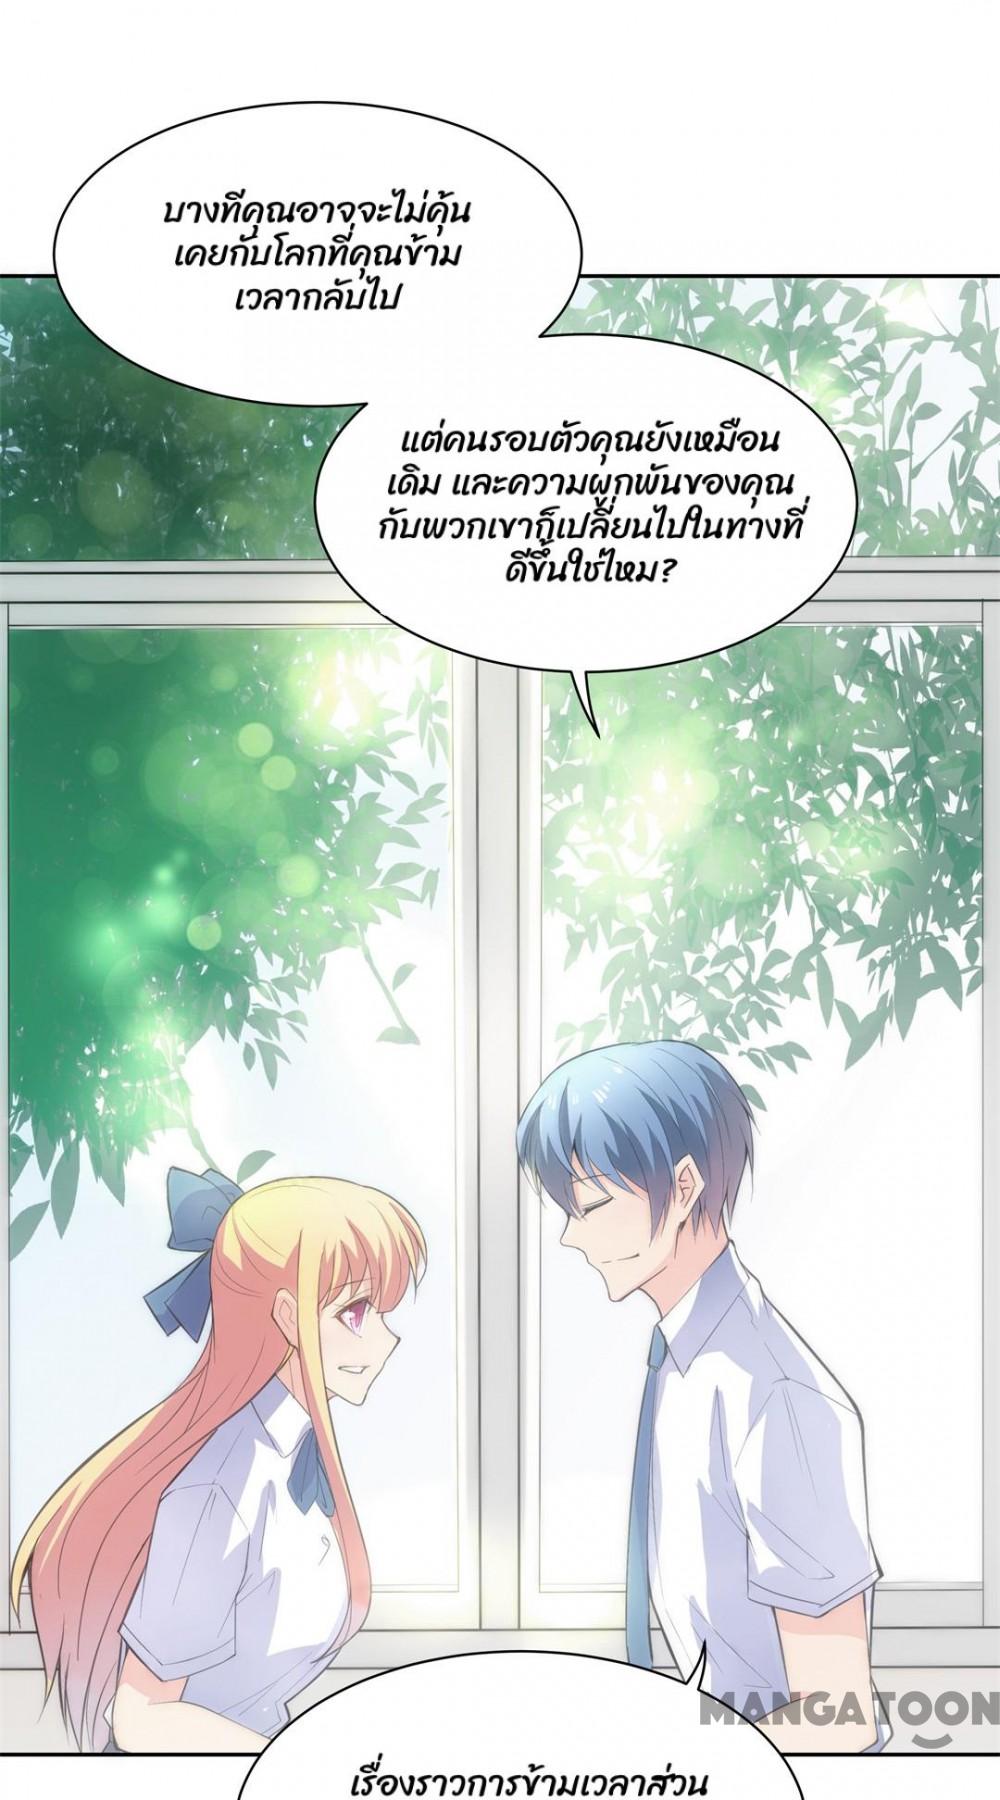 บางทีคุณอาจจะไม่คุ้น
เคยกับโลกที่คุณข้าม
เวลากลับไป
แต่คนรอบตัวคุณยังเหมือน
เดิม และความผูกพันของคุณ
กับพวกเขาก็เปลี่ยนไปในทางที่
ดีขึ้นใช่ไหม?
MANGATOON
เรื่องราวการข้ามเวลาส่วน